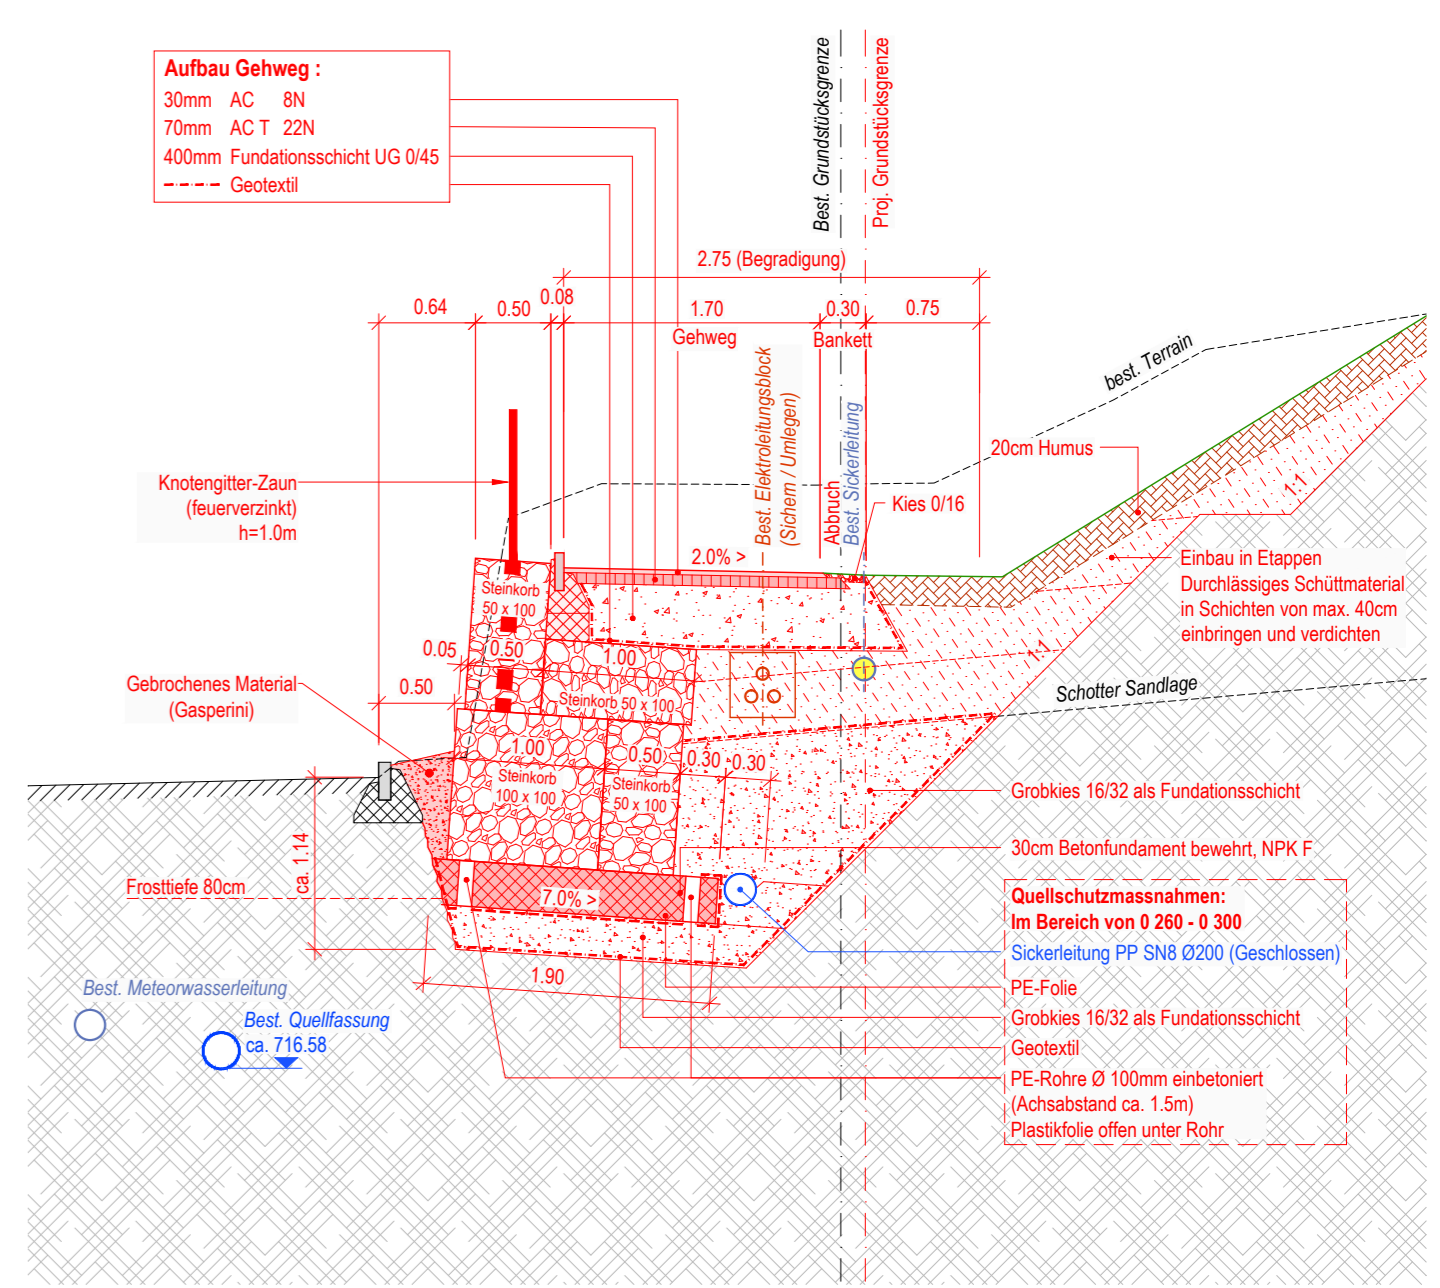 Aufbau Gehweg :
30mm AC 8N
70mm AC T 22N
400mm Fundationsschicht UG 0/45
Geotextil
Best. Grundstücksgrenze
Proj. Grundstücksgrenze
2.75 (Begradigung)
0.64
0.50
0.08
1.70
0.30
0.75
Gehweg
Bankett
best. Terrain
Best. Elektroleitungsblock
(Sichern / Umlegen)
Abbruch
Best. Sickerleitung
20cm Humus
Knotengitter-Zaun
(feuerverzinkt)
h=1.0m
Kies 0/16
1:1
2.0% >
Einbau in Etappen
Durchlässiges Schüttmaterial
in Schichten von max. 40cm
einbringen und verdichten
Steinkorb
50 x 100
0.05
0.50
1.00
1:1
0.50
Gebrochenes Material
(Gasperini)
Steinkorb 50 x 100
Schotter Sandlage
1.00
0.50
0.30
0.30
Steinkorb
100 x 100
Steinkorb
50 x 100
Grobkies 16/32 als Fundationsschicht
ca. 1.14
30cm Betonfundament bewehrt, NPK F
Frosttiefe 80cm
7.0% >
Quellschutzmassnahmen:
Im Bereich von 0 260 - 0 300
Sickerleitung PP SN8 Ø200 (Geschlossen)
1.90
PE-Folie
Best. Meteorwasserleitung
Grobkies 16/32 als Fundationsschicht
Best. Quellfassung
ca. 716.58
Geotextil
PE-Rohre Ø 100mm einbetoniert
(Achsabstand ca. 1.5m)
Plastikfolie offen unter Rohr